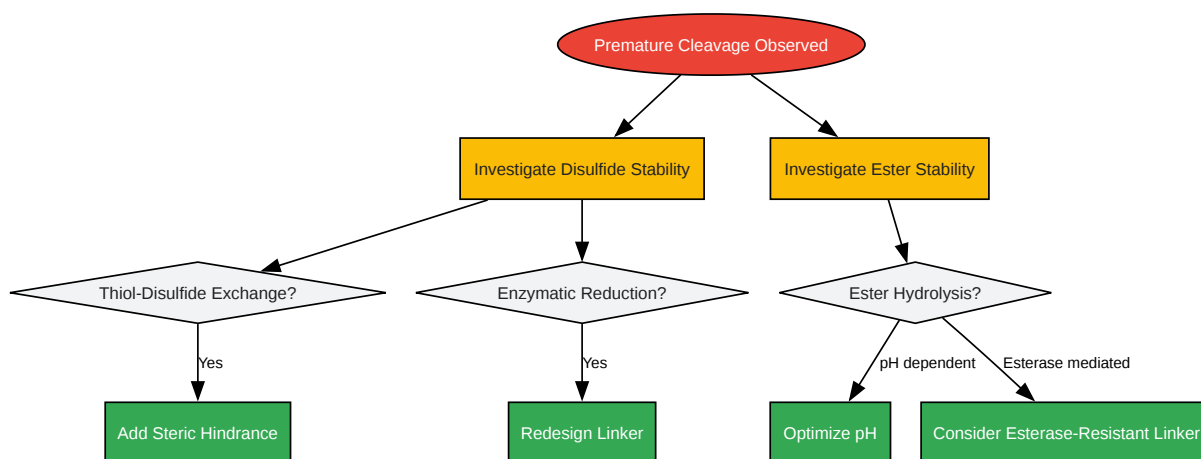 Premature Cleavage Observed
Investigate Disulfide Stability
Investigate Ester Stability
Thiol-Disulfide Exchange?
Enzymatic Reduction?
Ester Hydrolysis?
Yes
Yes
pH dependent
Esterase mediated
Add Steric Hindrance
Redesign Linker
Optimize pH
Consider Esterase-Resistant Linker